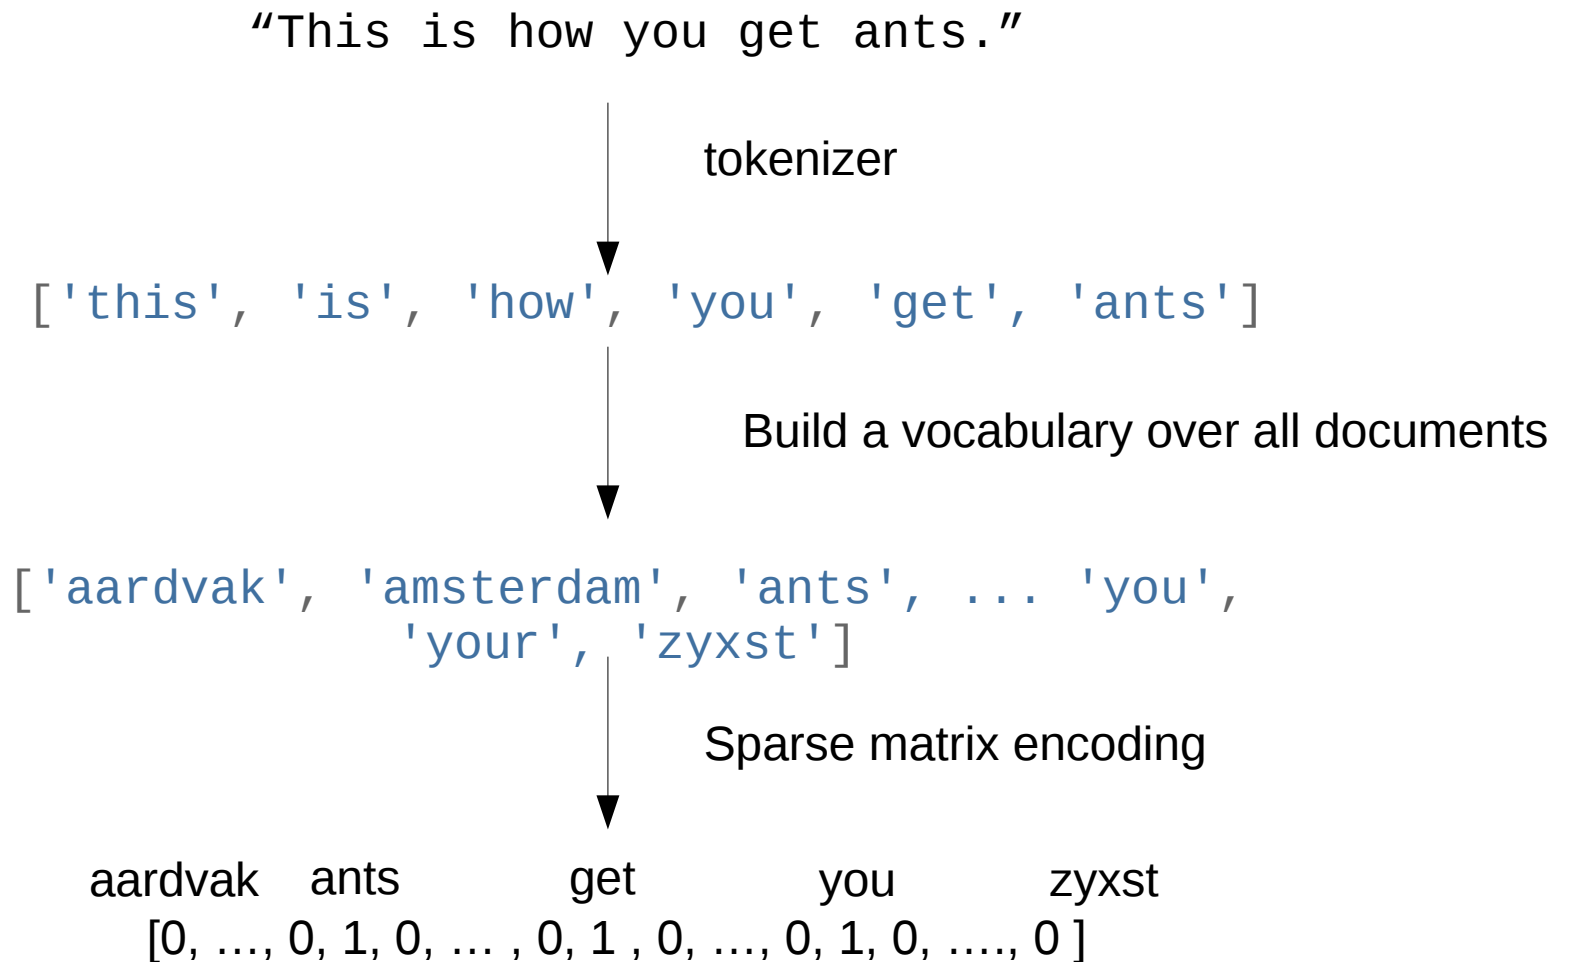 “This is how you get ants.”
tokenizer
['this', 'is', 'how', 'you', 'get', 'ants']
Build a vocabulary over all documents
['aardvak', 'amsterdam', 'ants', ... 'you',
'your', 'zyxst']
Sparse matrix encoding
aardvak ants get you zyxst
[0, …, 0, 1, 0, … , 0, 1 , 0, …, 0, 1, 0, …., 0 ]